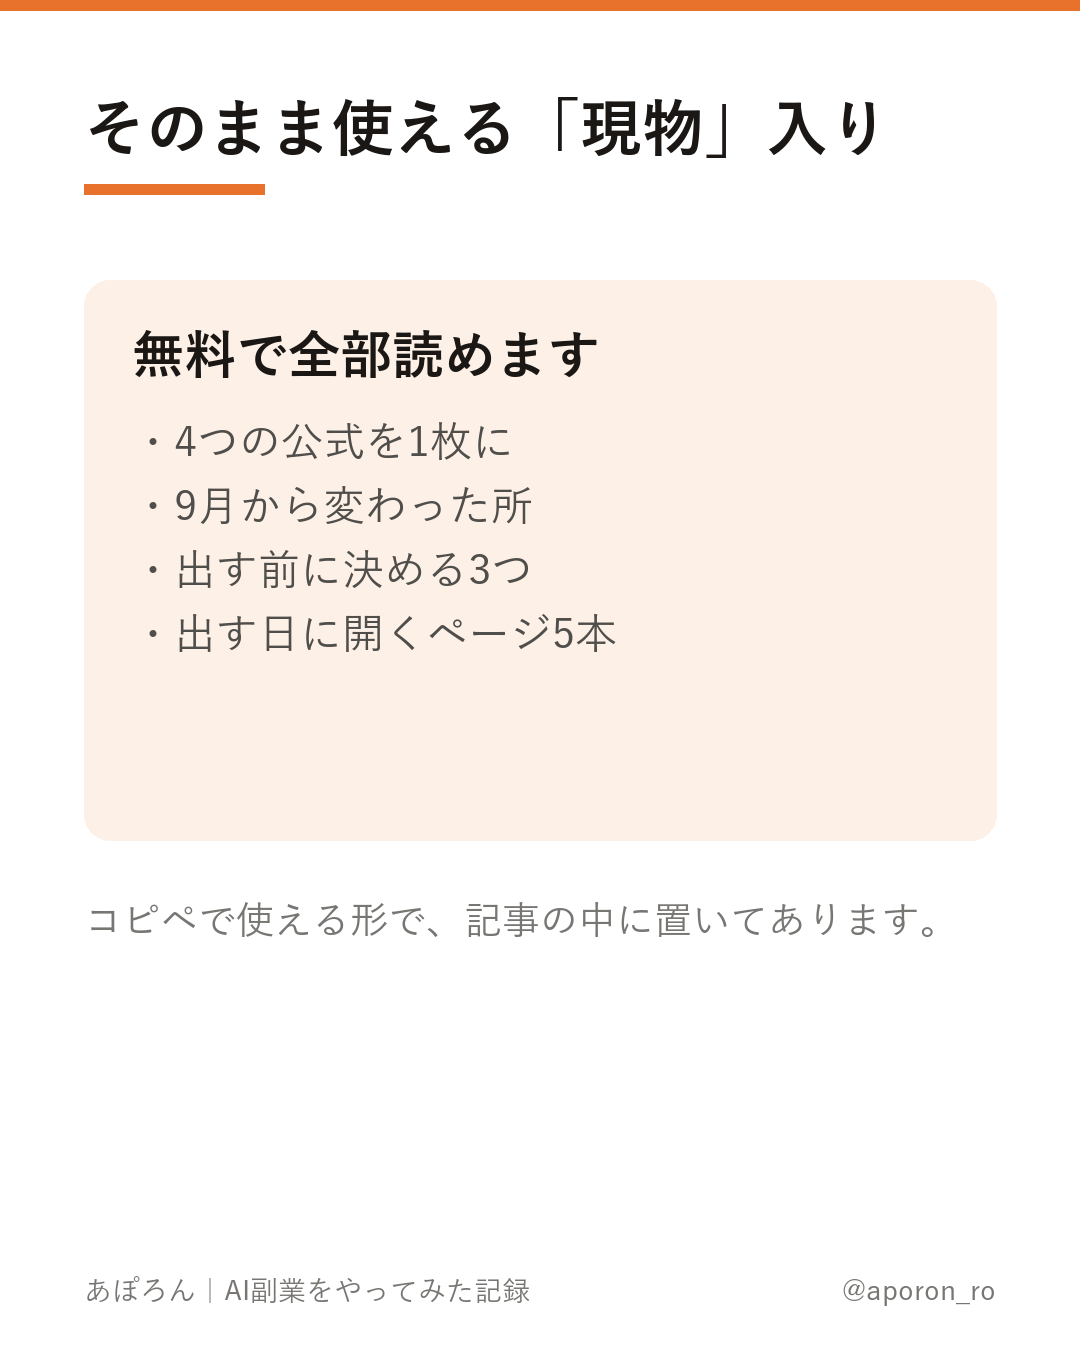 そのまま使える「現物」入り
無料で全部読めます
・4つの公式を1枚に
・9月から変わった所
・出す前に決める3つ
・出す日に開くページ5本
コピペで使える形で、記事の中に置いてあります。
あぽろん｜AI副業をやってみた記録
@aporon_ro